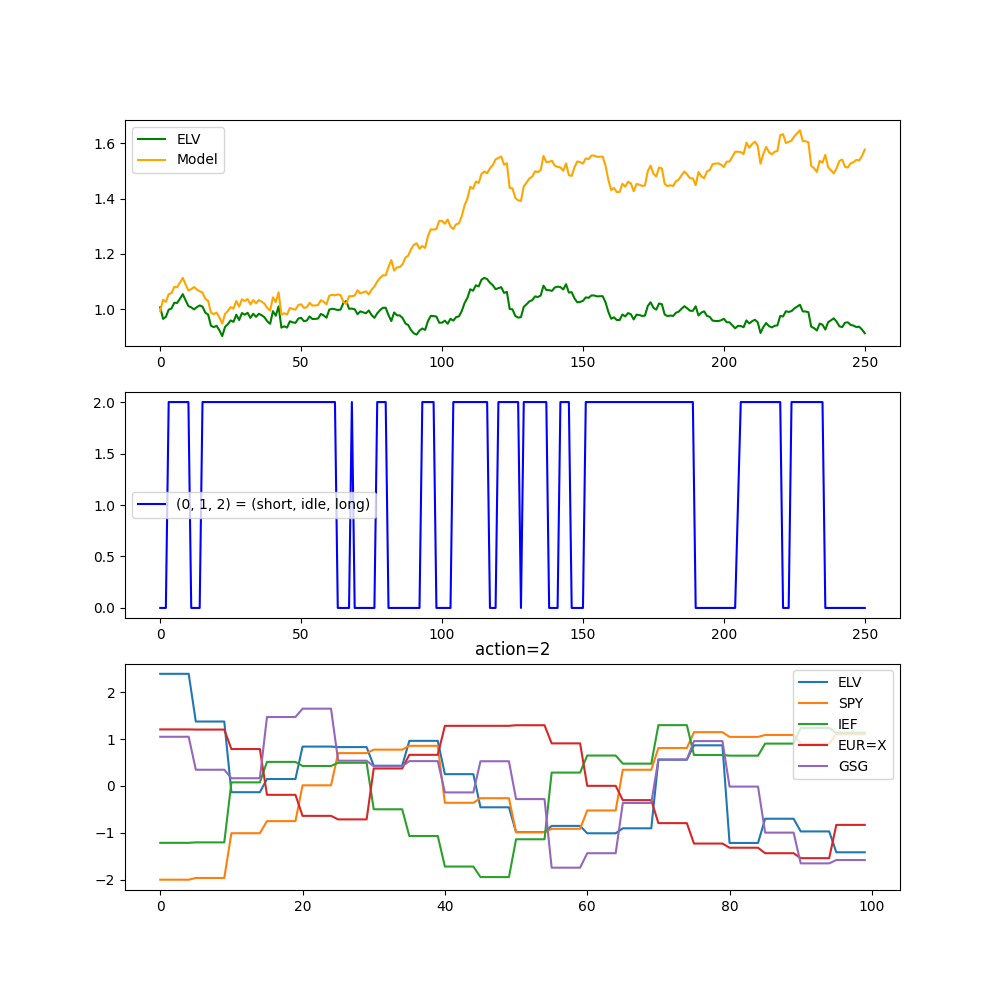 ELV
Model
1.6
1.4
1.2
1.0
0 50 100 150 200 250
2.0
1.5
1.0
0.5
0.0
(0, 1, 2) = (short, idle, long)
0 50 100 150 200 250
action=2
2
1
0
−1
−2
ELV
SPY
IEF
EUR=X
GSG
0 20 40 60 80 100